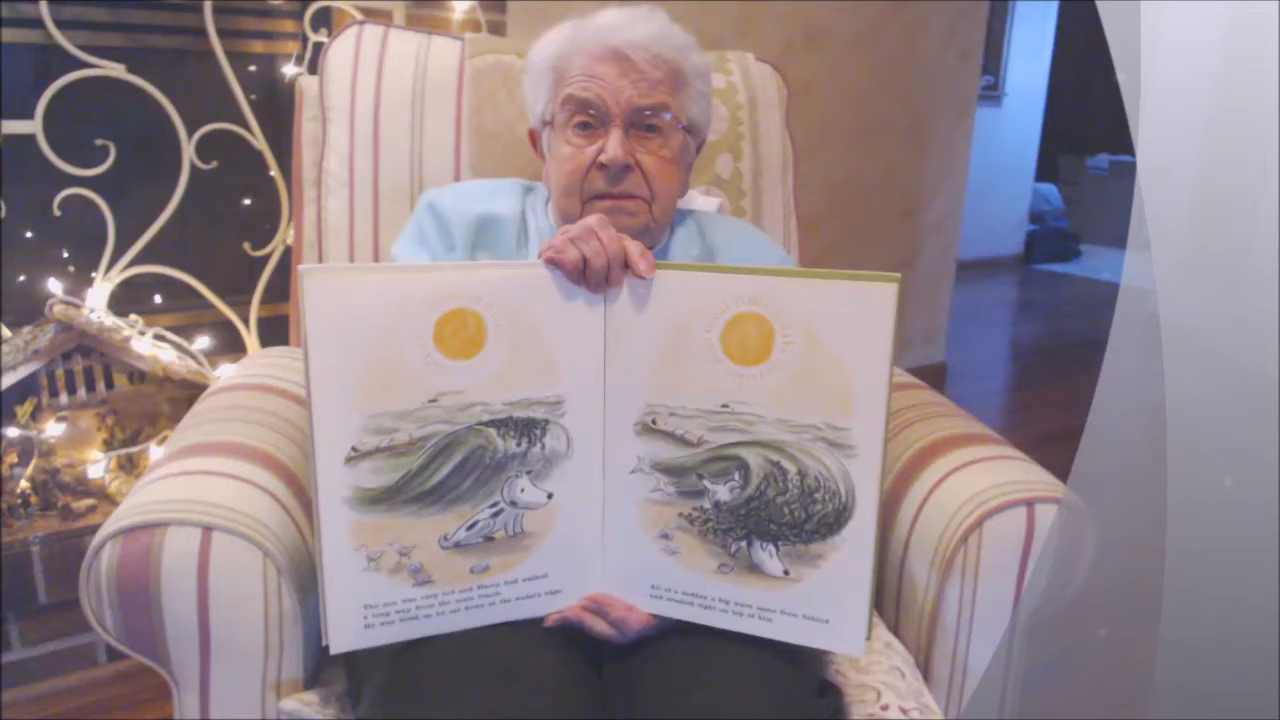 The sun was very hot and Harry had walked
a long way from the main beach.
He was tired, so he sat down at the water's edge.
All of a sudden a big wave came from behind
and crashed right on top of him.